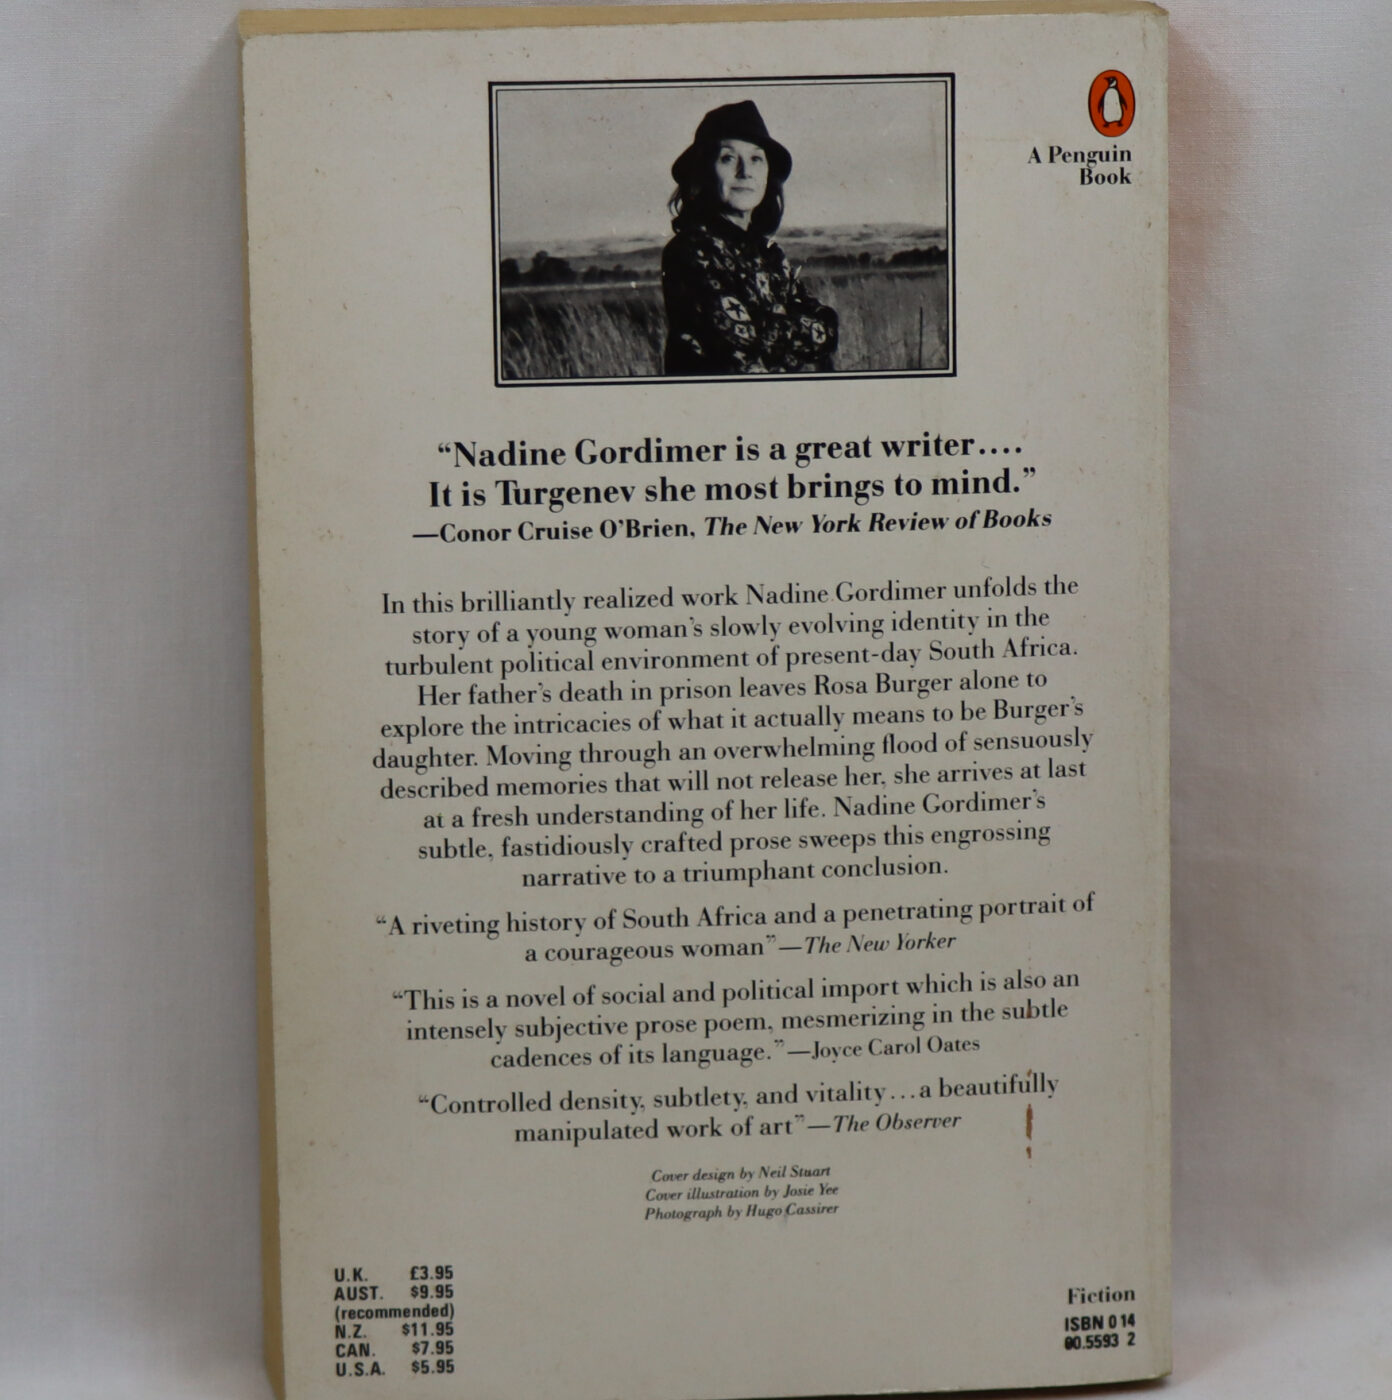 A Penguin
Book
“Nadine Gordimer is a great writer....
It is Turgenev she most brings to mind.”
—Conor Cruise O’Brien, The New York Review of Books
In this brilliantly realized work Nadine Gordimer unfolds the
story of a young woman’s slowly evolving identity in the
turbulent political environment of present-day South Africa.
Her father’s death in prison leaves Rosa Burger alone to
explore the intricacies of what it actually means to be Burger’s
daughter. Moving through an overwhelming flood of sensuously
described memories that will not release her, she arrives at last
at a fresh understanding of her life. Nadine Gordimer’s
subtle, fastidiously crafted prose sweeps this engrossing
narrative to a triumphant conclusion.
“A riveting history of South Africa and a penetrating portrait of
a courageous woman”—The New Yorker
“This is a novel of social and political import which is also an
intensely subjective prose poem, mesmerizing in the subtle
cadences of its language.”—Joyce Carol Oates
“Controlled density, subtlety, and vitality...a beautifully
manipulated work of art”—The Observer
Cover design by Neil Stuart
Cover illustration by Josie Yee
Photograph by Hugo Cassirer
U.K. £3.95
AUST. $9.95
(recommended)
N.Z. $11.95
CAN. $7.95
U.S.A. $5.95
Fiction
ISBN 0 14
00.5593 2